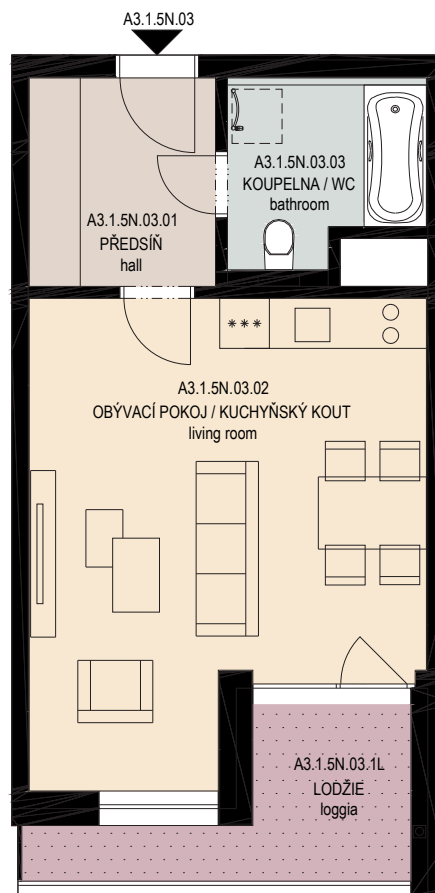 A3.1.5N.03
A3.1.5N.03.01
PŘEDSÍŇ
hall
A3.1.5N.03.03
KOUPELNA / WC
bathroom
A3.1.5N.03.02
OBÝVACÍ POKOJ / KUCHYŇSKÝ KOUT
living room
A3.1.5N.03.1L
LODŽIE
loggia